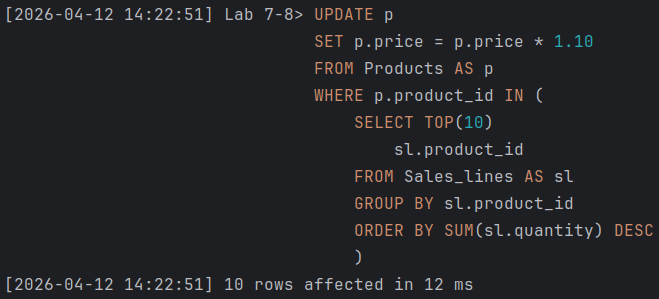 [2026-04-12 14:22:51] Lab 7-8> UPDATE p
SET p.price = p.price * 1.10
FROM Products AS p
WHERE p.product_id IN (
SELECT TOP(10)
sl.product_id
FROM Sales_lines AS sl
GROUP BY sl.product_id
ORDER BY SUM(sl.quantity) DESC
)
[2026-04-12 14:22:51] 10 rows affected in 12 ms